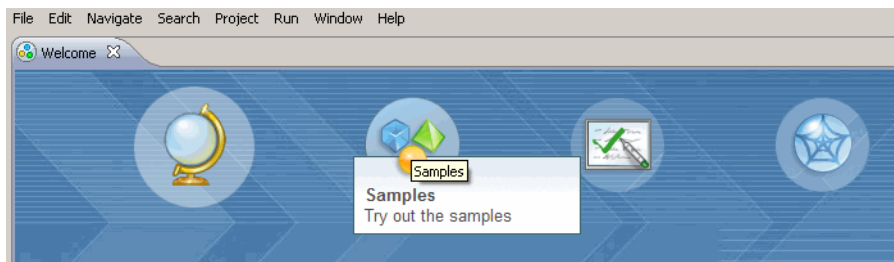 File Edit Navigate Search Project Run Window Help
Welcome
Samples
Samples
Try out the samples